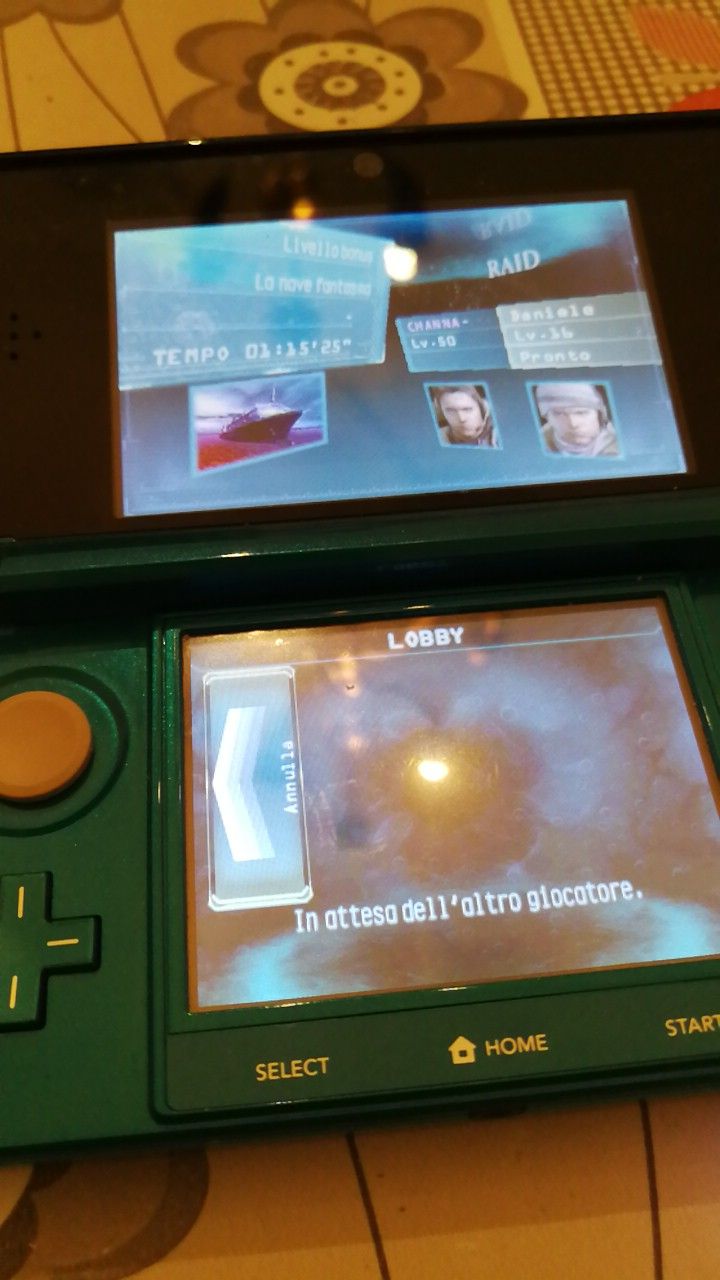 Livello bonus
La nave fantasma
TEMPO 01:15'25"
RAID
CHANNA-
Lv.50
Daniele
Lv.16
Pronto
LOBBY
Annulla
In attesa dell'altro giocatore.
SELECT
HOME
START